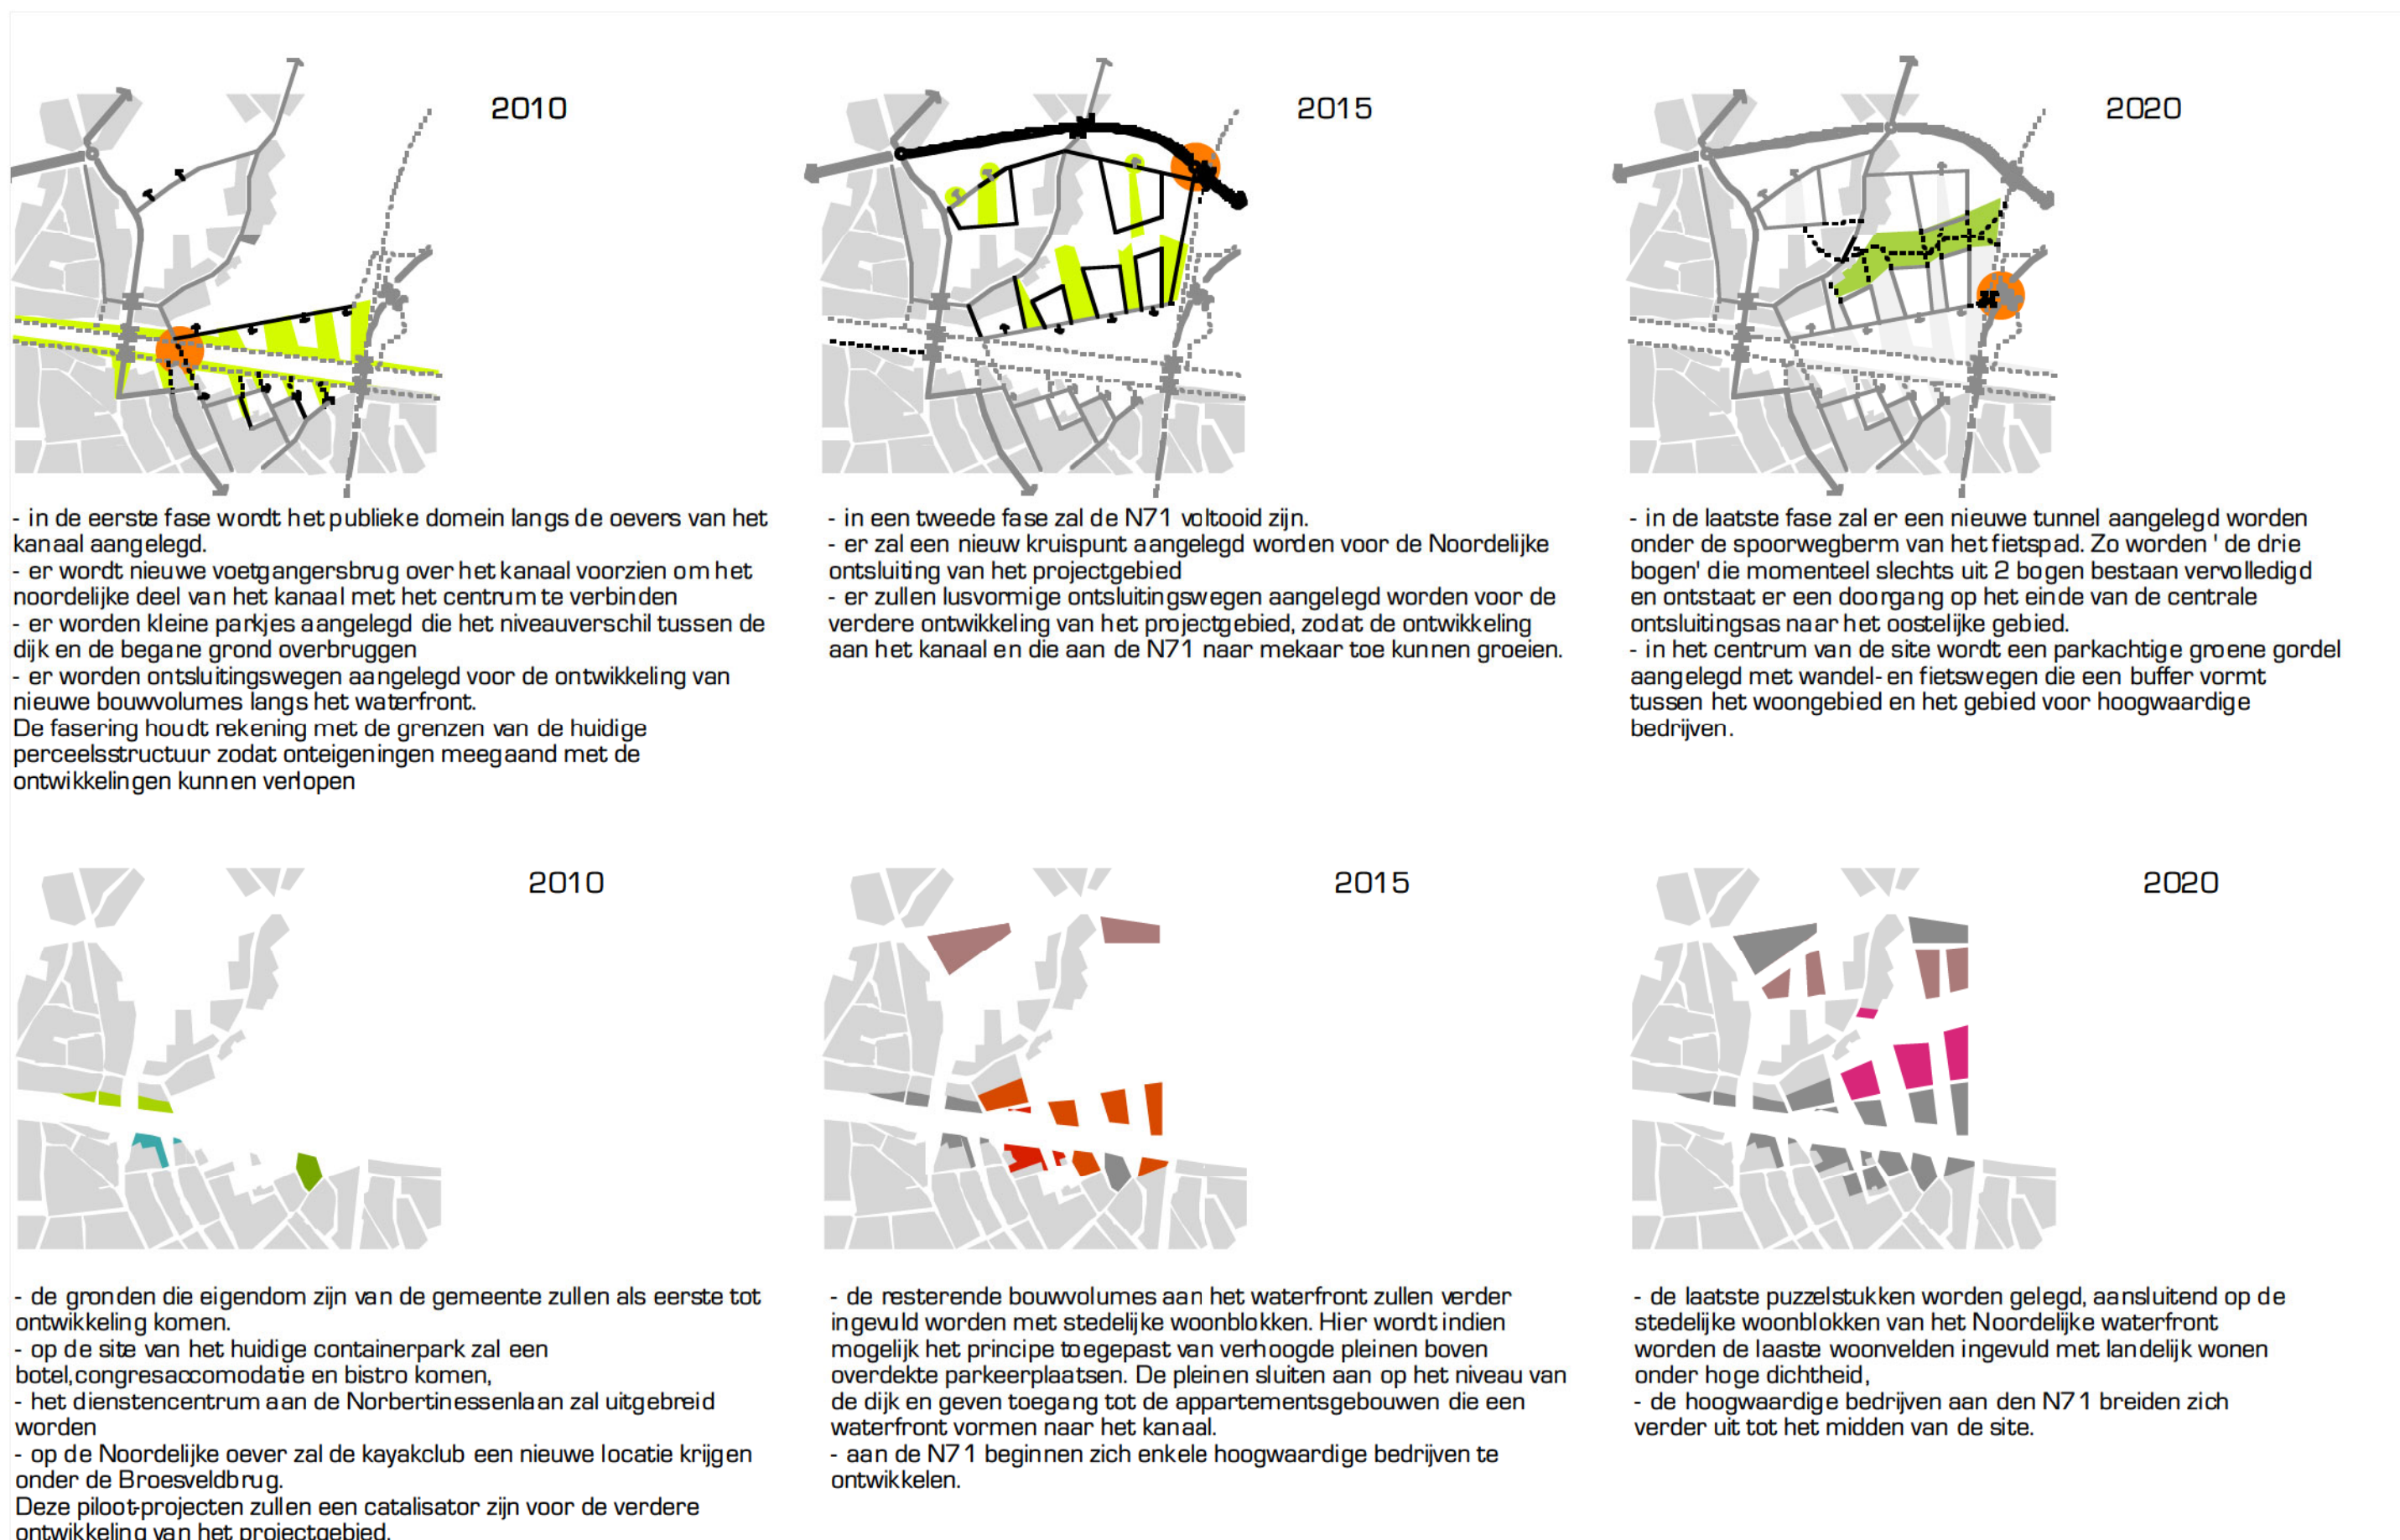 2010
- in de eerste fase wordt het publieke domein langs de oevers van het
kanaal aangelegd.
- er wordt nieuwe voetgangersbrug over het kanaal voorzien om het
noordelijke deel van het kanaal met het centrum te verbinden
- er worden kleine parkjes aangelegd die het niveauverschil tussen de
dijk en de begane grond overbruggen
- er worden ontsluitingswegen aangelegd voor de ontwikkeling van
nieuwe bouwvolumes langs het waterfront.
De fasering houdt rekening met de grenzen van de huidige
perceelsstructuur zodat onteigeningen meegaand met de
ontwikkelingen kunnen verlopen
2015
- in een tweede fase zal de N71 voltooid zijn.
- er zal een nieuw kruispunt aangelegd worden voor de Noordelijke
ontsluiting van het projectgebied
- er zullen lusvormige ontsluitingswegen aangelegd worden voor de
verdere ontwikkeling van het projectgebied, zodat de ontwikkeling
aan het kanaal en die aan de N71 naar mekaar toe kunnen groeien.
2020
- in de laatste fase zal er een nieuwe tunnel aangelegd worden
onder de spoorwegberm van het fietspad. Zo worden ' de drie
bogen' die momenteel slechts uit 2 bogen bestaan vervolledigd
en ontstaat er een doorgang op het einde van de centrale
ontsluitingsas naar het oostelijke gebied.
- in het centrum van de site wordt een parkachtige groene gordel
aangelegd met wandel- en fietswegen die een buffer vormt
tussen het woongebied en het gebied voor hoogwaardige
bedrijven.
2010
- de gronden die eigendom zijn van de gemeente zullen als eerste tot
ontwikkeling komen.
- op de site van het huidige containerpark zal een
botel,congresaccomodatie en bistro komen,
- het dienstencentrum aan de Norbertinessenlaan zal uitgebreid
worden
- op de Noordelijke oever zal de kayakclub een nieuwe locatie krijgen
onder de Broesveldbrug.
Deze piloot-projecten zullen een catalisator zijn voor de verdere
ontwikkeling van het projectgebied.
2015
- de resterende bouwvolumes aan het waterfront zullen verder
ingevuld worden met stedelijke woonblokken. Hier wordt indien
mogelijk het principe toegepast van verhoogde pleinen boven
overdekte parkeerplaatsen. De pleinen sluiten aan op het niveau van
de dijk en geven toegang tot de appartementsgebouwen die een
waterfront vormen naar het kanaal.
- aan de N71 beginnen zich enkele hoogwaardige bedrijven te
ontwikkelen.
2020
- de laatste puzzelstukken worden gelegd, aansluitend op de
stedelijke woonblokken van het Noordelijke waterfront
worden de laaste woonvelden ingevuld met landelijk wonen
onder hoge dichtheid,
- de hoogwaardige bedrijven aan den N71 breiden zich
verder uit tot het midden van de site.